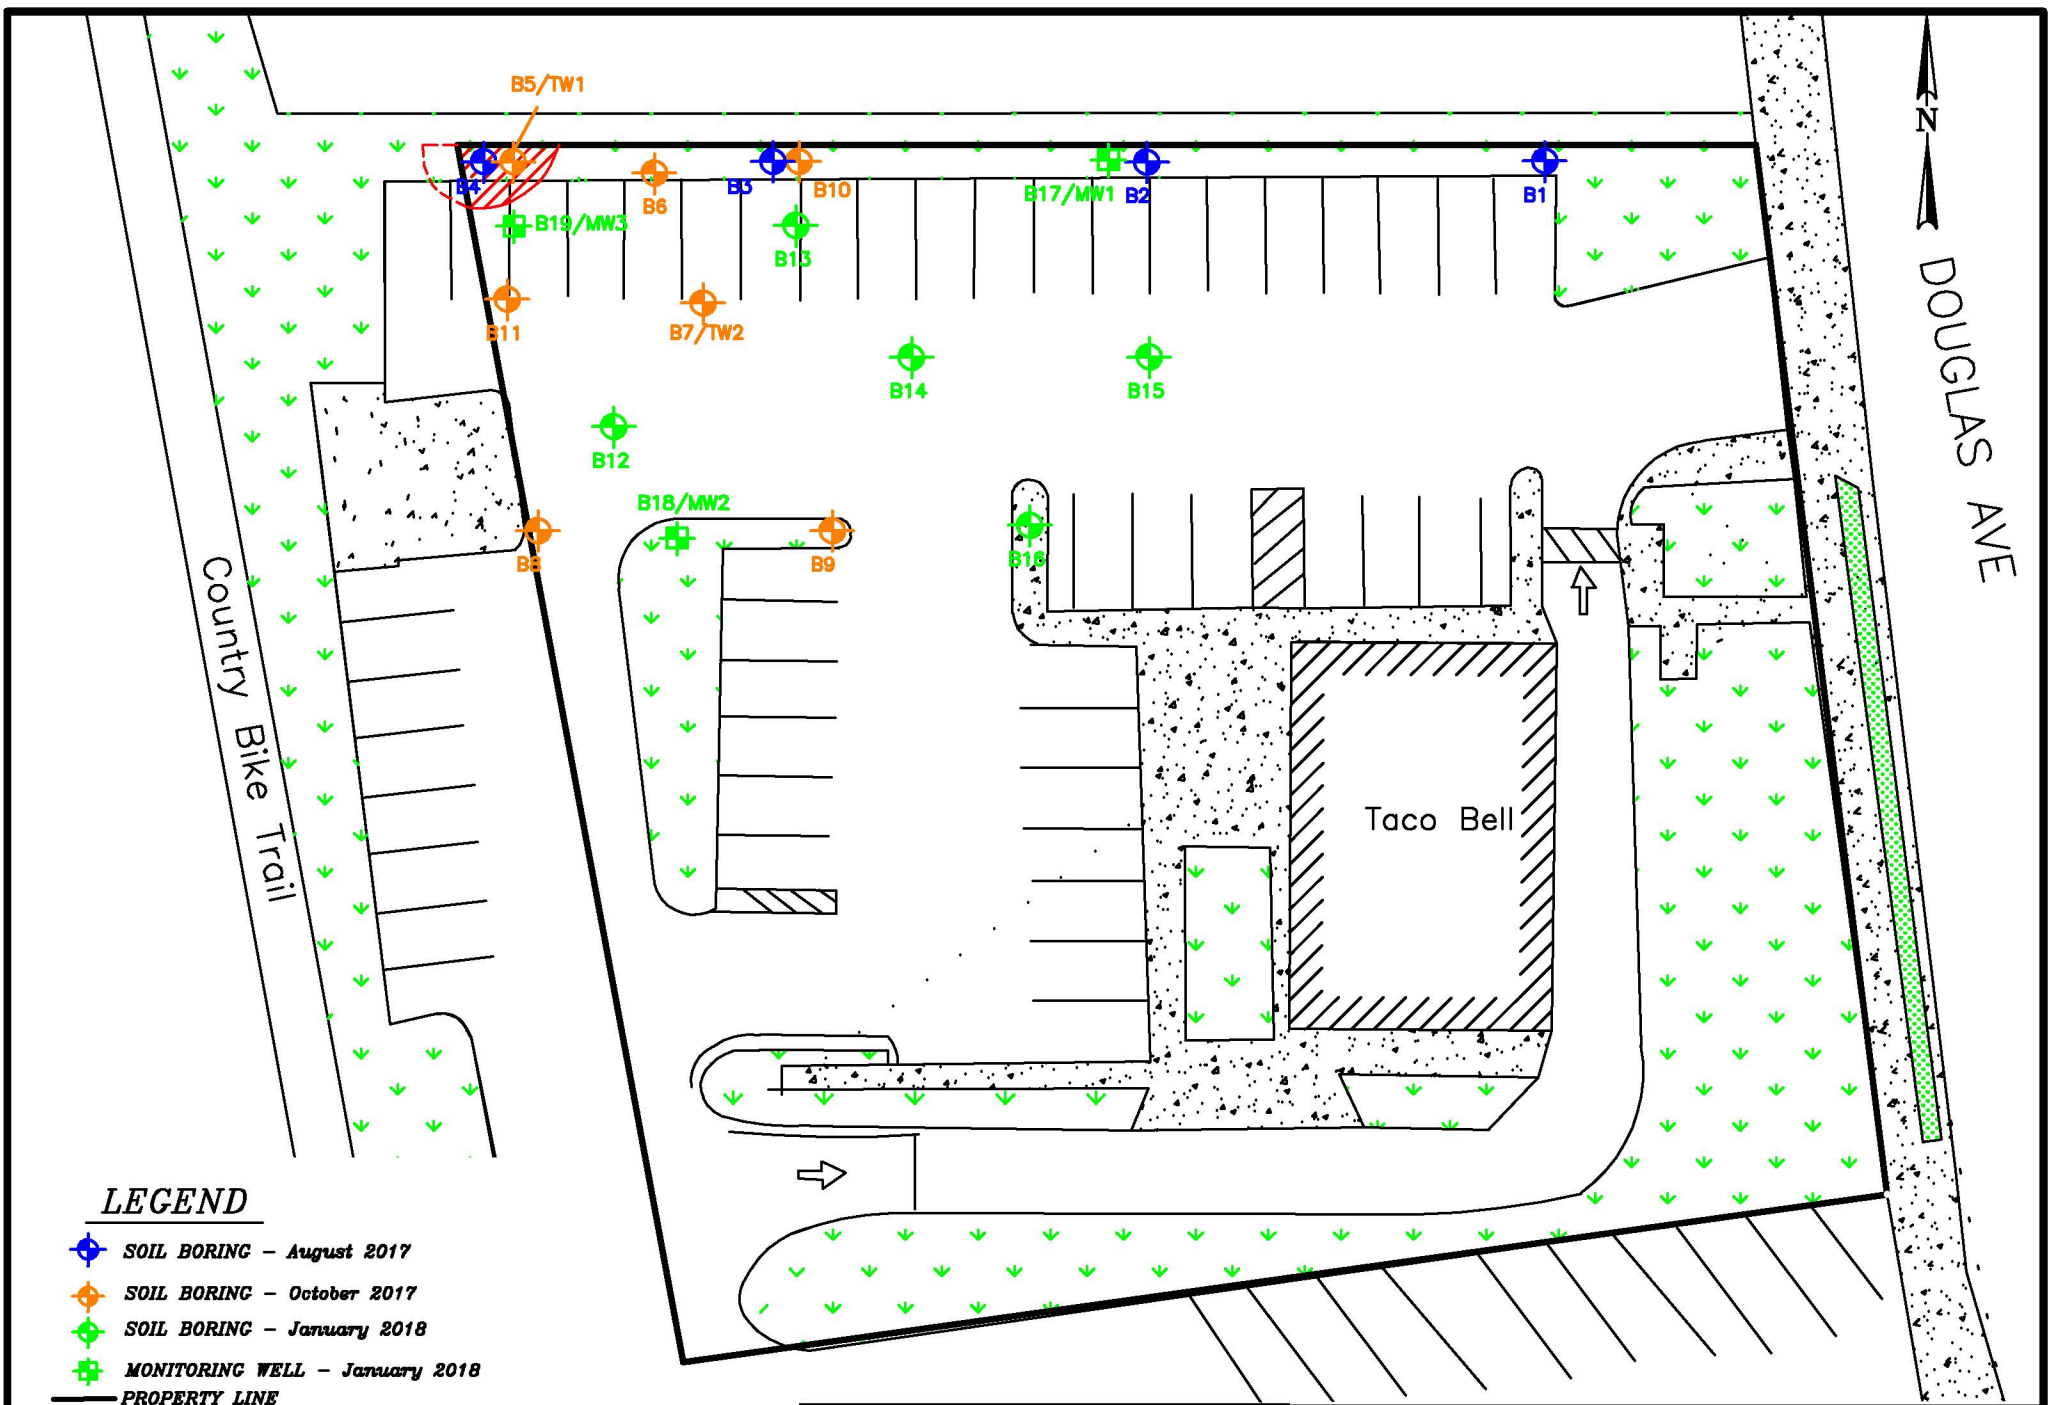 B5/TW1
N
B4
B3
B10
B17/MW1
B2
B1
B6
B19/MW3
B13
B11
B7/TW2
DOUGLAS AVE
B14
B15
B12
B18/MW2
B8
B9
B16
Country Bike Trail
Taco Bell
LEGEND
SOIL BORING - August 2017
SOIL BORING - October 2017
SOIL BORING - January 2018
MONITORING WELL - January 2018
PROPERTY LINE